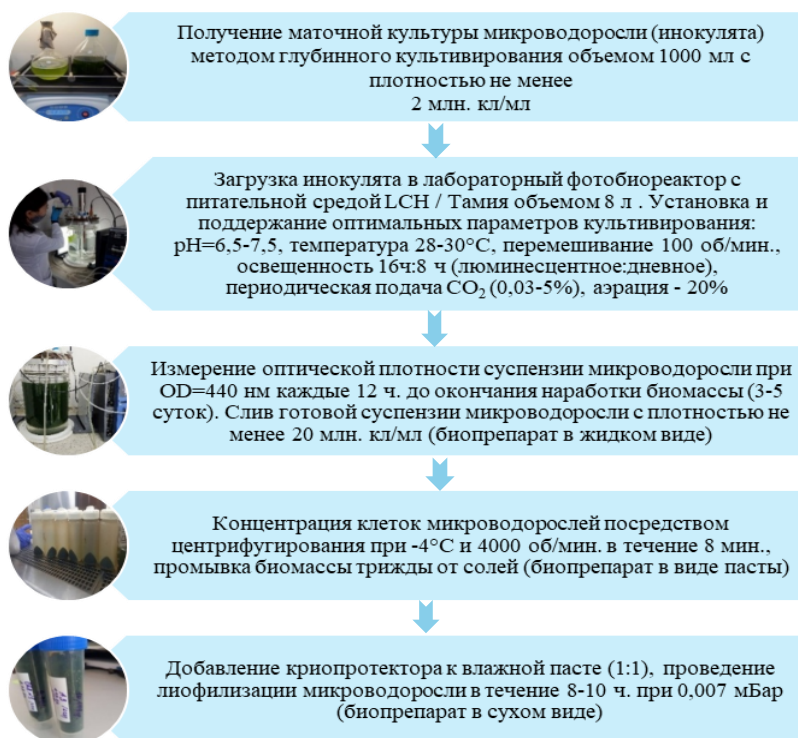 Получение маточной культуры микроводоросли (инокулята)
методом глубинного культивирования объемом 1000 мл с
плотностью не менее
2 млн. кл/мл
Загрузка инокулята в лабораторный фотобиореактор с
питательной средой LCH / Тамия объемом 8 л . Установка и
поддержание оптимальных параметров культивирования:
pH=6,5-7,5, температура 28-30°C, перемешивание 100 об/мин.,
освещенность 16ч:8 ч (люминесцентное:дневное),
периодическая подача CO₂ (0,03-5%), аэрация - 20%
Измерение оптической плотности суспензии микроводоросли при
OD=440 нм каждые 12 ч. до окончания наработки биомассы (3-5
суток). Слив готовой суспензии микроводоросли с плотностью не
менее 20 млн. кл/мл (биопрепарат в жидком виде)
Концентрация клеток микроводорослей посредством
центрифугирования при -4°C и 4000 об/мин. в течение 8 мин.,
промывка биомассы трижды от солей (биопрепарат в виде пасты)
Добавление криопротектора к влажной пасте (1:1), проведение
лиофилизации микроводоросли в течение 8-10 ч. при 0,007 мБар
(биопрепарат в сухом виде)